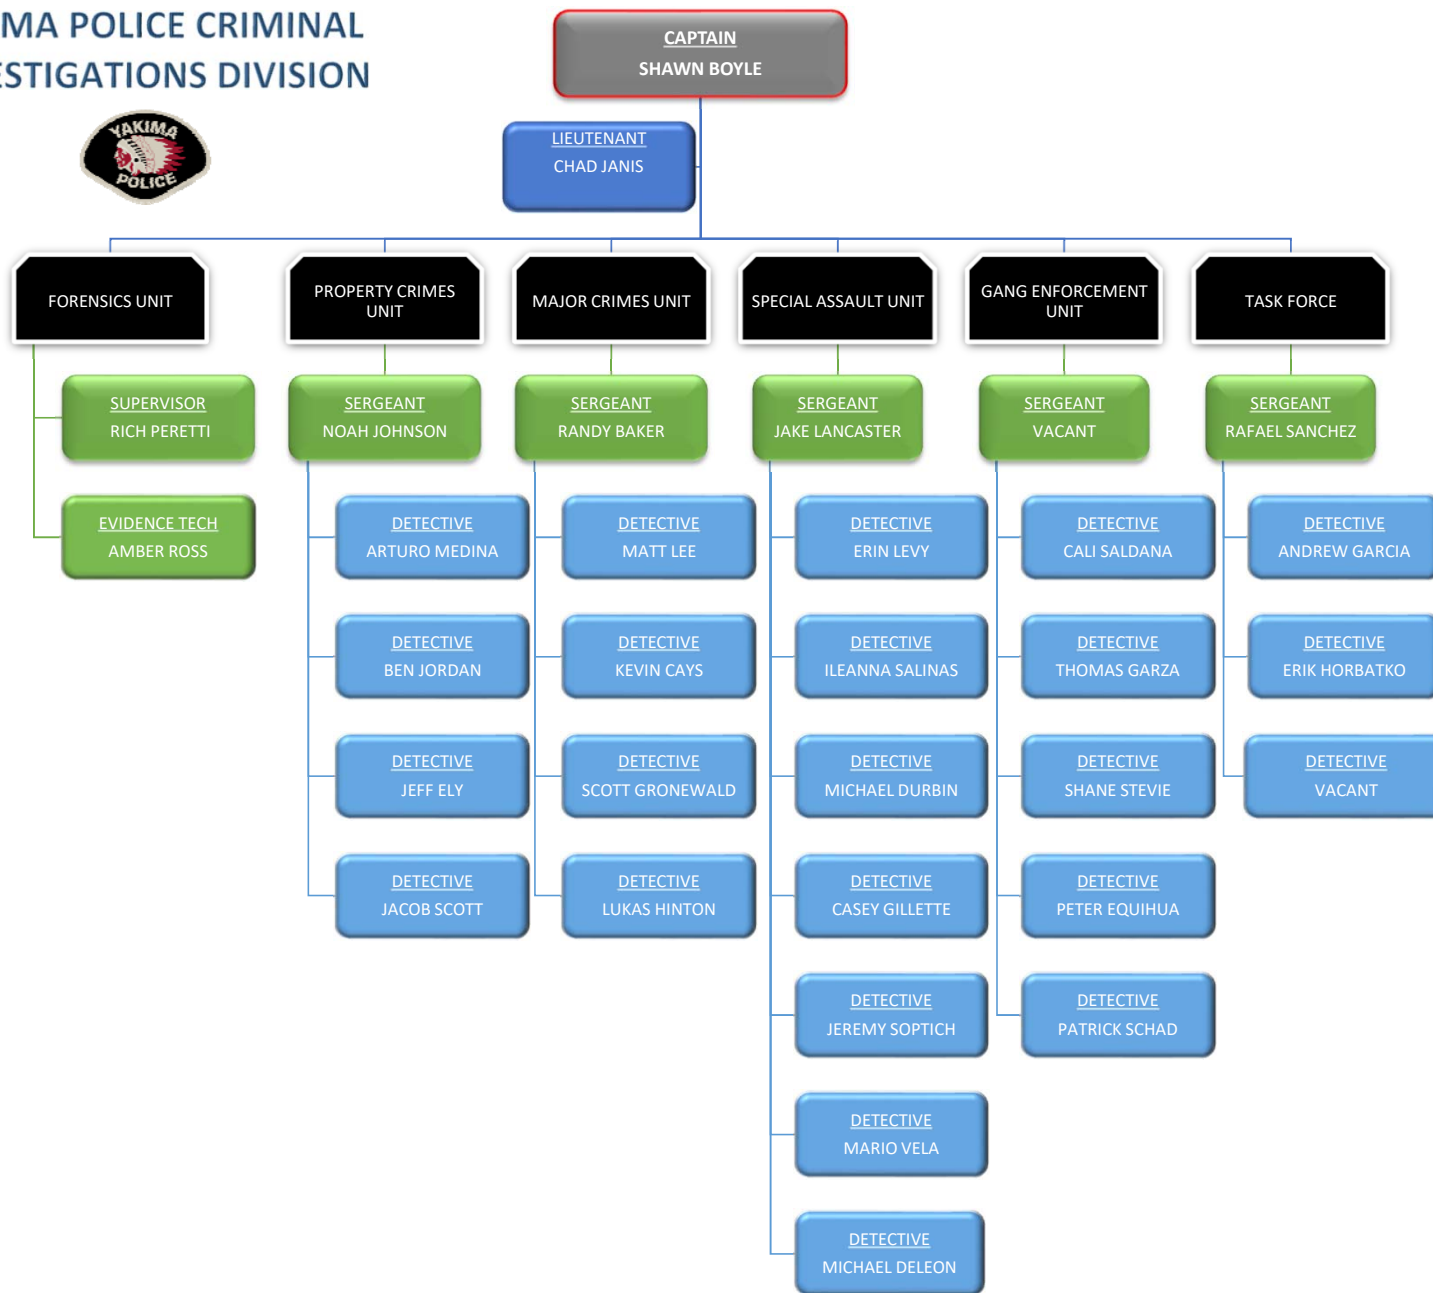 MA POLICE CRIMINAL
ESTIGATIONS DIVISION
YAKIMA
POLICE
CAPTAIN
SHAWN BOYLE
LIEUTENANT
CHAD JANIS
FORENSICS UNIT
SUPERVISOR
RICH PERETTI
EVIDENCE TECH
AMBER ROSS
PROPERTY CRIMES
UNIT
SERGEANT
NOAH JOHNSON
DETECTIVE
ARTURO MEDINA
DETECTIVE
BEN JORDAN
DETECTIVE
JEFF ELY
DETECTIVE
JACOB SCOTT
MAJOR CRIMES UNIT
SERGEANT
RANDY BAKER
DETECTIVE
MATT LEE
DETECTIVE
KEVIN CAYS
DETECTIVE
SCOTT GRONEWALD
DETECTIVE
LUKAS HINTON
SPECIAL ASSAULT UNIT
SERGEANT
JAKE LANCASTER
DETECTIVE
ERIN LEVY
DETECTIVE
ILEANNA SALINAS
DETECTIVE
MICHAEL DURBIN
DETECTIVE
CASEY GILLETTE
DETECTIVE
JEREMY SOPTICH
DETECTIVE
MARIO VELA
DETECTIVE
MICHAEL DELEON
GANG ENFORCEMENT
UNIT
SERGEANT
VACANT
DETECTIVE
CALI SALDANA
DETECTIVE
THOMAS GARZA
DETECTIVE
SHANE STEVIE
DETECTIVE
PETER EQUIHUA
DETECTIVE
PATRICK SCHAD
TASK FORCE
SERGEANT
RAFAEL SANCHEZ
DETECTIVE
ANDREW GARCIA
DETECTIVE
ERIK HORBATKO
DETECTIVE
VACANT